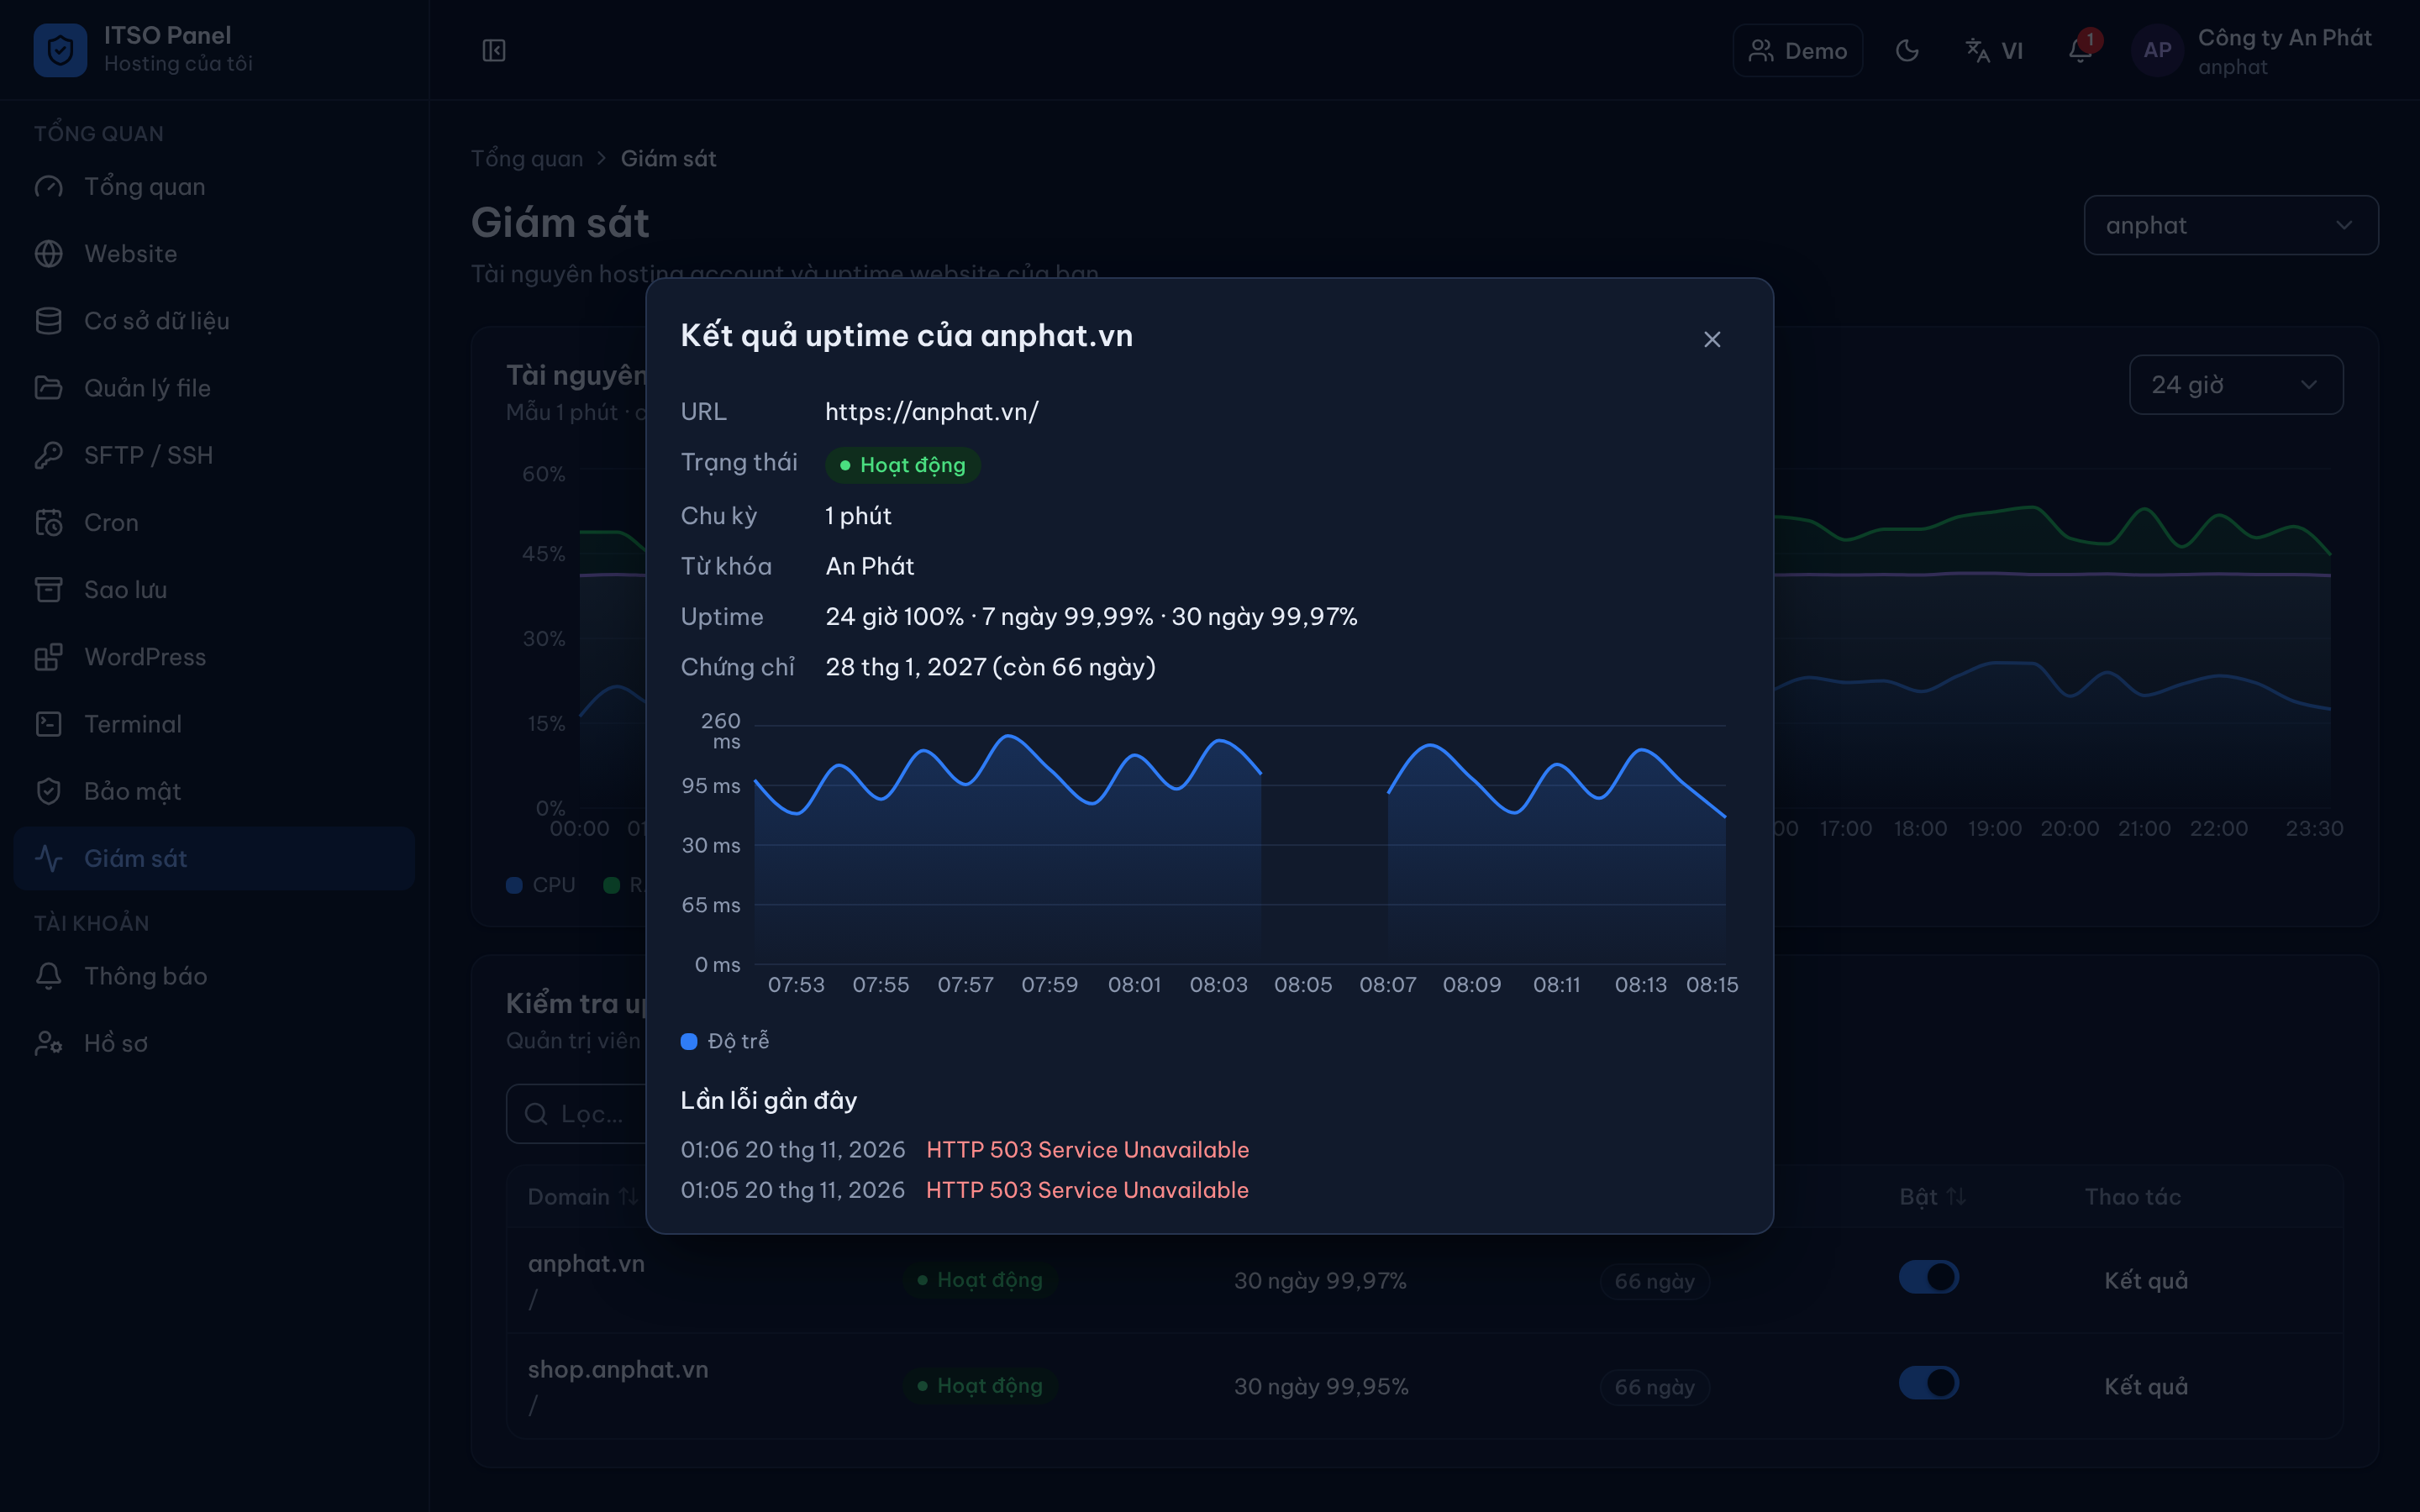 ITSO Panel
Hosting của tôi
Demo
VI
1
AP
Công ty An Phát
anphat
TỔNG QUAN
Tổng quan
Website
Cơ sở dữ liệu
Quản lý file
SFTP / SSH
Cron
Sao lưu
WordPress
Terminal
Bảo mật
Giám sát
TÀI KHOẢN
Thông báo
Hồ sơ
Tổng quan > Giám sát
Giám sát
anphat
Tài nguyên hosting account và uptime website của bạn
Tài nguyên
Mẫu 1 phút ·
24 giờ
60%
45%
30%
15%
0%
00:00
17:00 18:00 19:00 20:00 21:00 22:00 23:30
CPU
Kết quả uptime của anphat.vn
URL https://anphat.vn/
Trạng thái Hoạt động
Chu kỳ 1 phút
Từ khóa An Phát
Uptime 24 giờ 100% · 7 ngày 99,99% · 30 ngày 99,97%
Chứng chỉ 28 thg 1, 2027 (còn 66 ngày)
260 ms
95 ms
30 ms
65 ms
0 ms
07:53 07:55 07:57 07:59 08:01 08:03 08:05 08:07 08:09 08:11 08:13 08:15
Độ trễ
Lần lỗi gần đây
01:06 20 thg 11, 2026 HTTP 503 Service Unavailable
01:05 20 thg 11, 2026 HTTP 503 Service Unavailable
Kiểm tra
Quản trị viên
Lọc...
Domain Bật Thao tác
anphat.vn
/
Hoạt động 30 ngày 99,97% 66 ngày Kết quả
shop.anphat.vn
/
Hoạt động 30 ngày 99,95% 66 ngày Kết quả